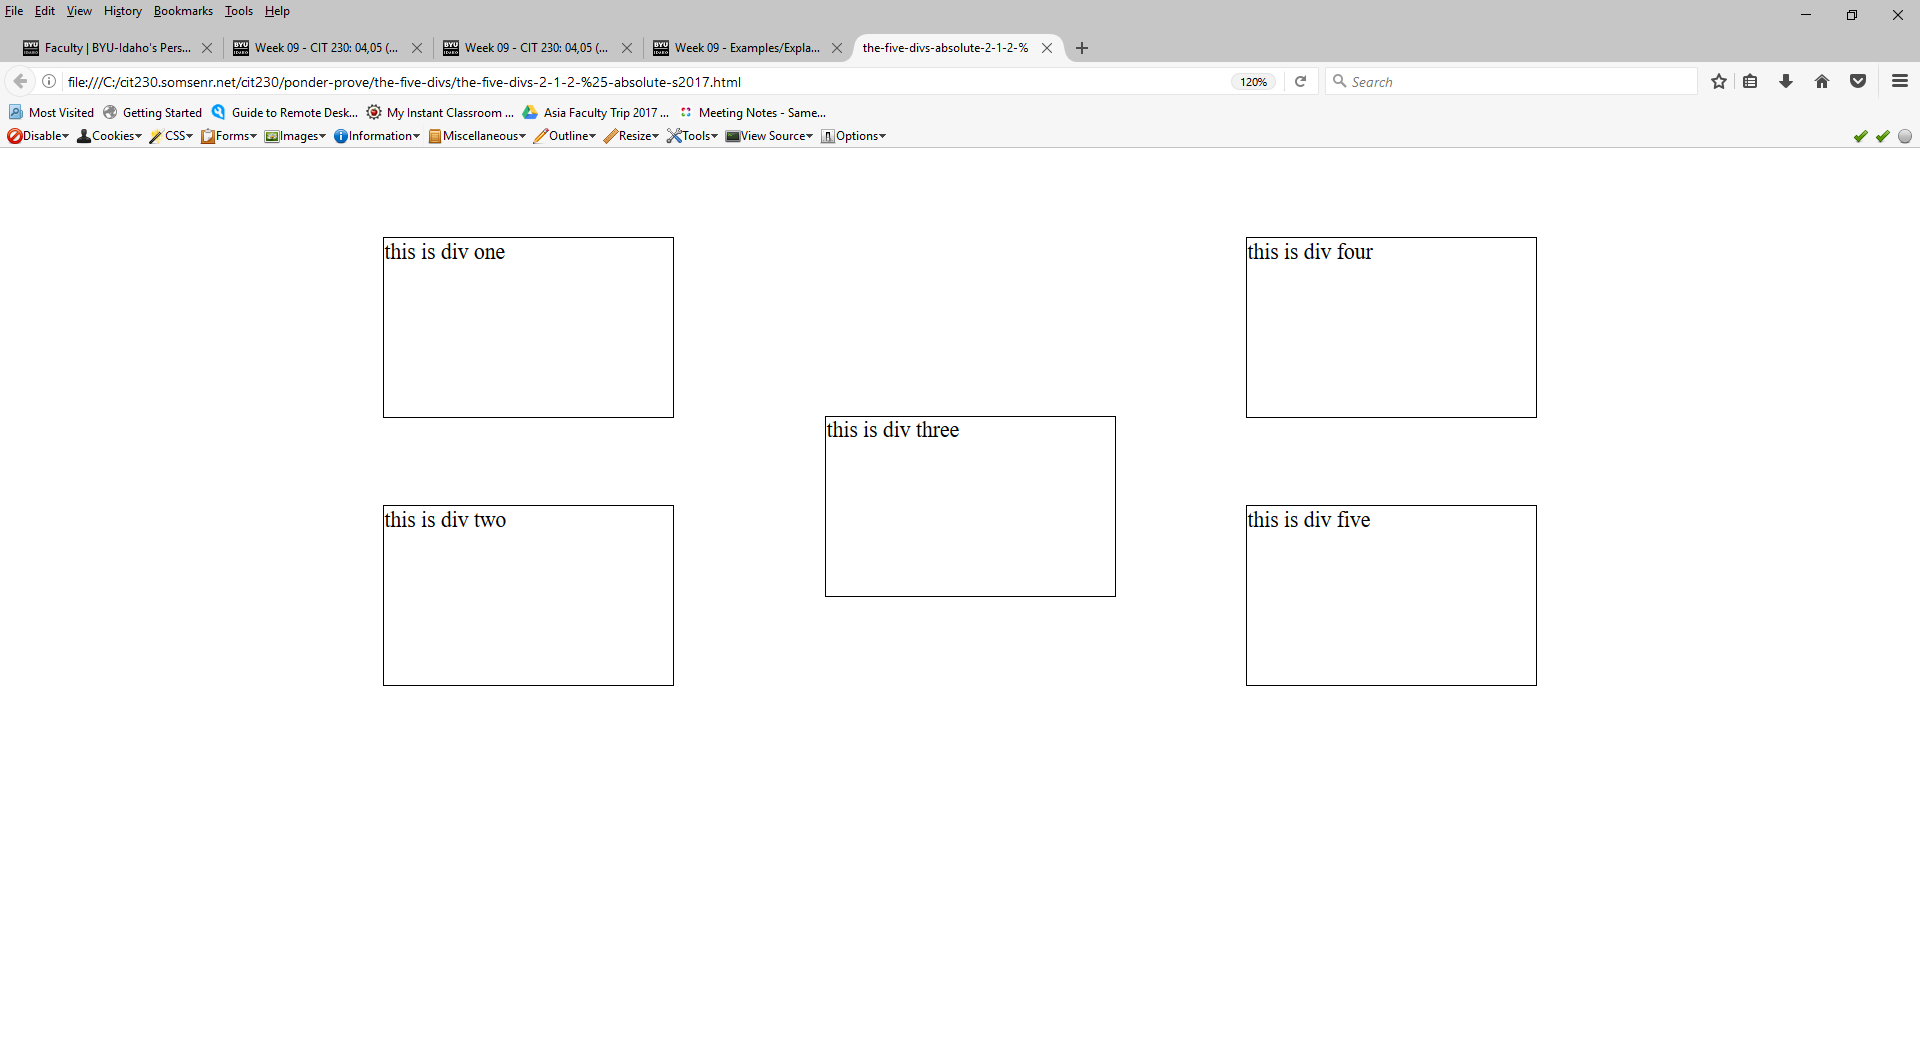 File Edit View History Bookmarks Tools Help
Faculty | BYU-Idaho's Pers... Week 09 - CIT 230: 04,05 (... Week 09 - CIT 230: 04,05 (... Week 09 - Examples/Expla... the-five-divs-absolute-2-1-2-%
file:///C:/cit230.somsenr.net/cit230/ponder-prove/the-five-divs/the-five-divs-2-1-2-%25-absolute-s2017.html 120% Search
Most Visited Getting Started Guide to Remote Desk... My Instant Classroom ... Asia Faculty Trip 2017 ... Meeting Notes - Same...
Disable Cookies CSS Forms Images Information Miscellaneous Outline Resize Tools View Source Options
this is div one
this is div four
this is div three
this is div two
this is div five